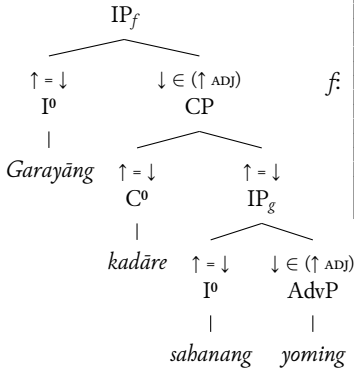 IP_f
↑ = ↓ ↓ ∈ (↑ ADJ)
I⁰ CP f:
Garayāng ↑ = ↓ ↑ = ↓
C⁰ IP_g
kadāre ↑ = ↓ ↓ ∈ (↑ ADJ)
I⁰ AdvP
sahanang yoming